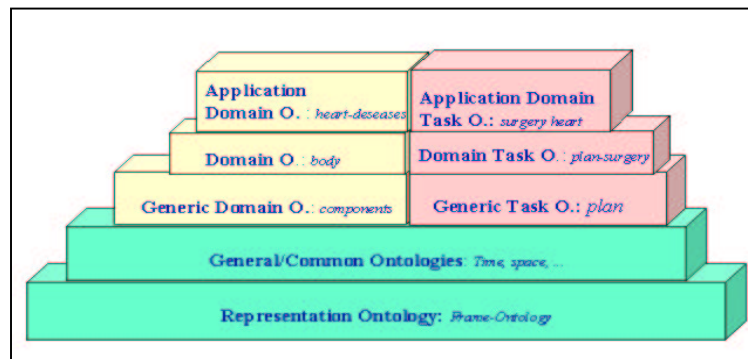 Application
Domain O. : heart-deseases
Application Domain
Task O.: surgery heart
Domain O. : body
Domain Task O.: plan-surgery
Generic Domain O.: components
Generic Task O.: plan
General/Common Ontologies: Time, space, ...
Representation Ontology: Frame-Ontology